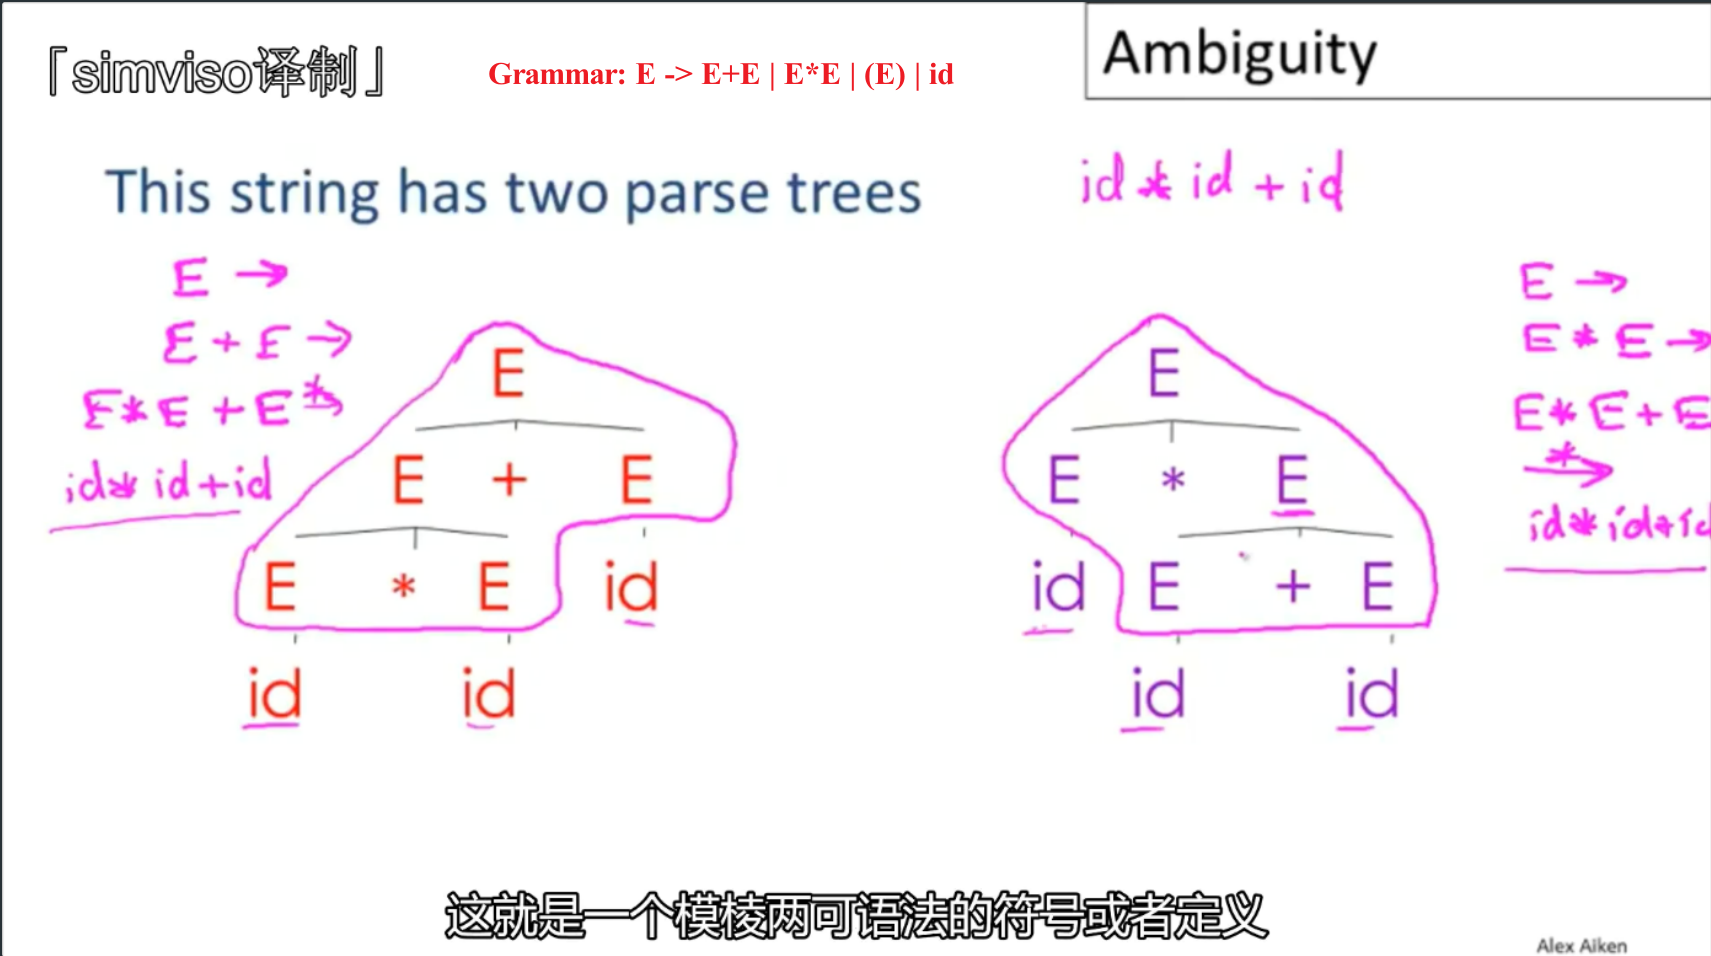 「simviso译制」
Grammar: E -> E+E | E*E | (E) | id
Ambiguity
This string has two parse trees
id * id + id
E →
E + E →
E * E + E *→
id * id + id
E
E + E
E * E id
id id
E
E * E
id E + E
id id
E →
E * E →
E * E + E
*→
id * id + id
这就是一个模棱两可语法的符号或者定义
Alex Aiken